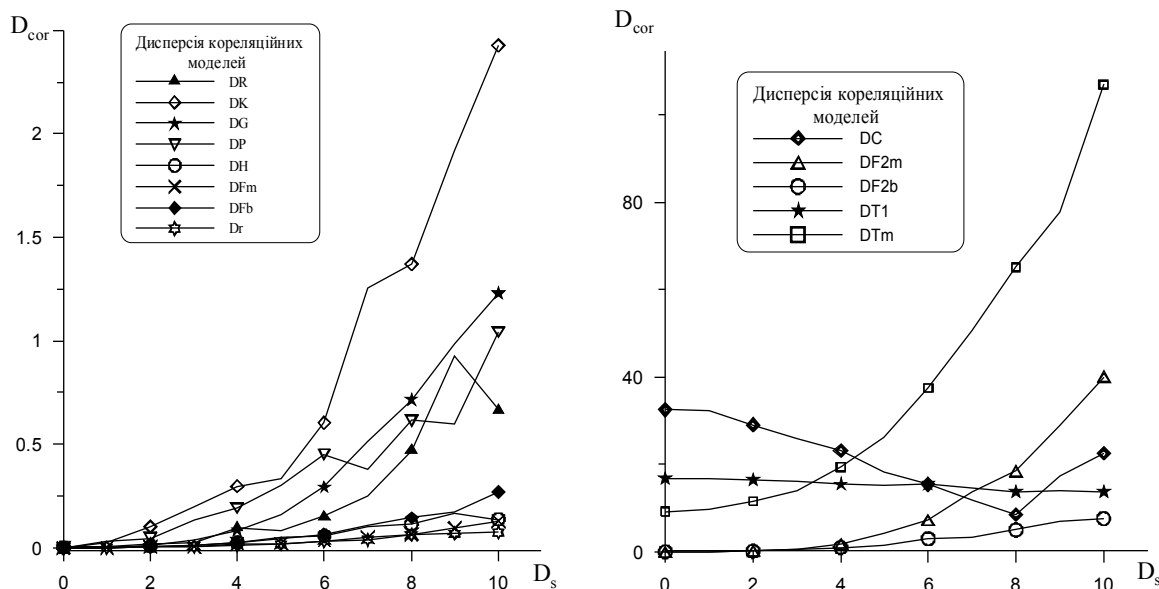 D_cor
Дисперсія кореляційних
моделей
DR
DK
DG
DP
DH
DFm
DFb
Dr
2
1.5
1
0.5
0
0
2
4
6
8
10
D_s
D_cor
Дисперсія кореляційних
моделей
DC
DF2m
DF2b
DT1
DTm
80
40
0
0
2
4
6
8
10
D_s